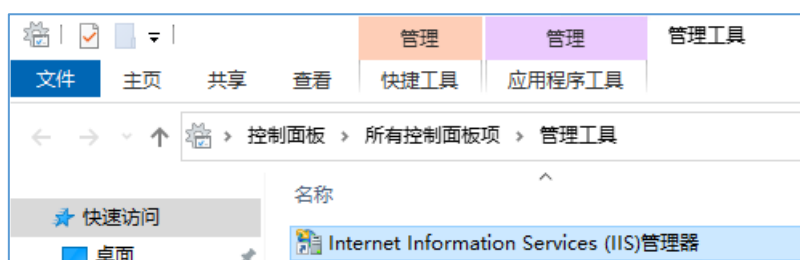 管理 管理 管理工具
文件 主页 共享 查看 快捷工具 应用程序工具
控制面板 > 所有控制面板项 > 管理工具
名称
快速访问
Internet Information Services (IIS)管理器
桌面